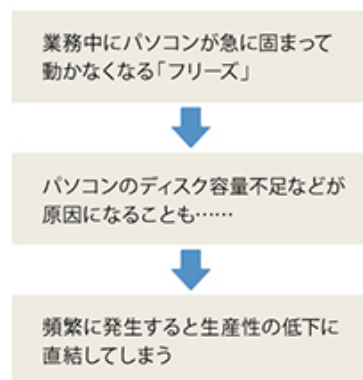 業務中にパソコンが急に固まって
動かなくなる「フリーズ」
パソコンのディスク容量不足などが
原因になることも……
頻繁に発生すると生産性の低下に
直結してしまう